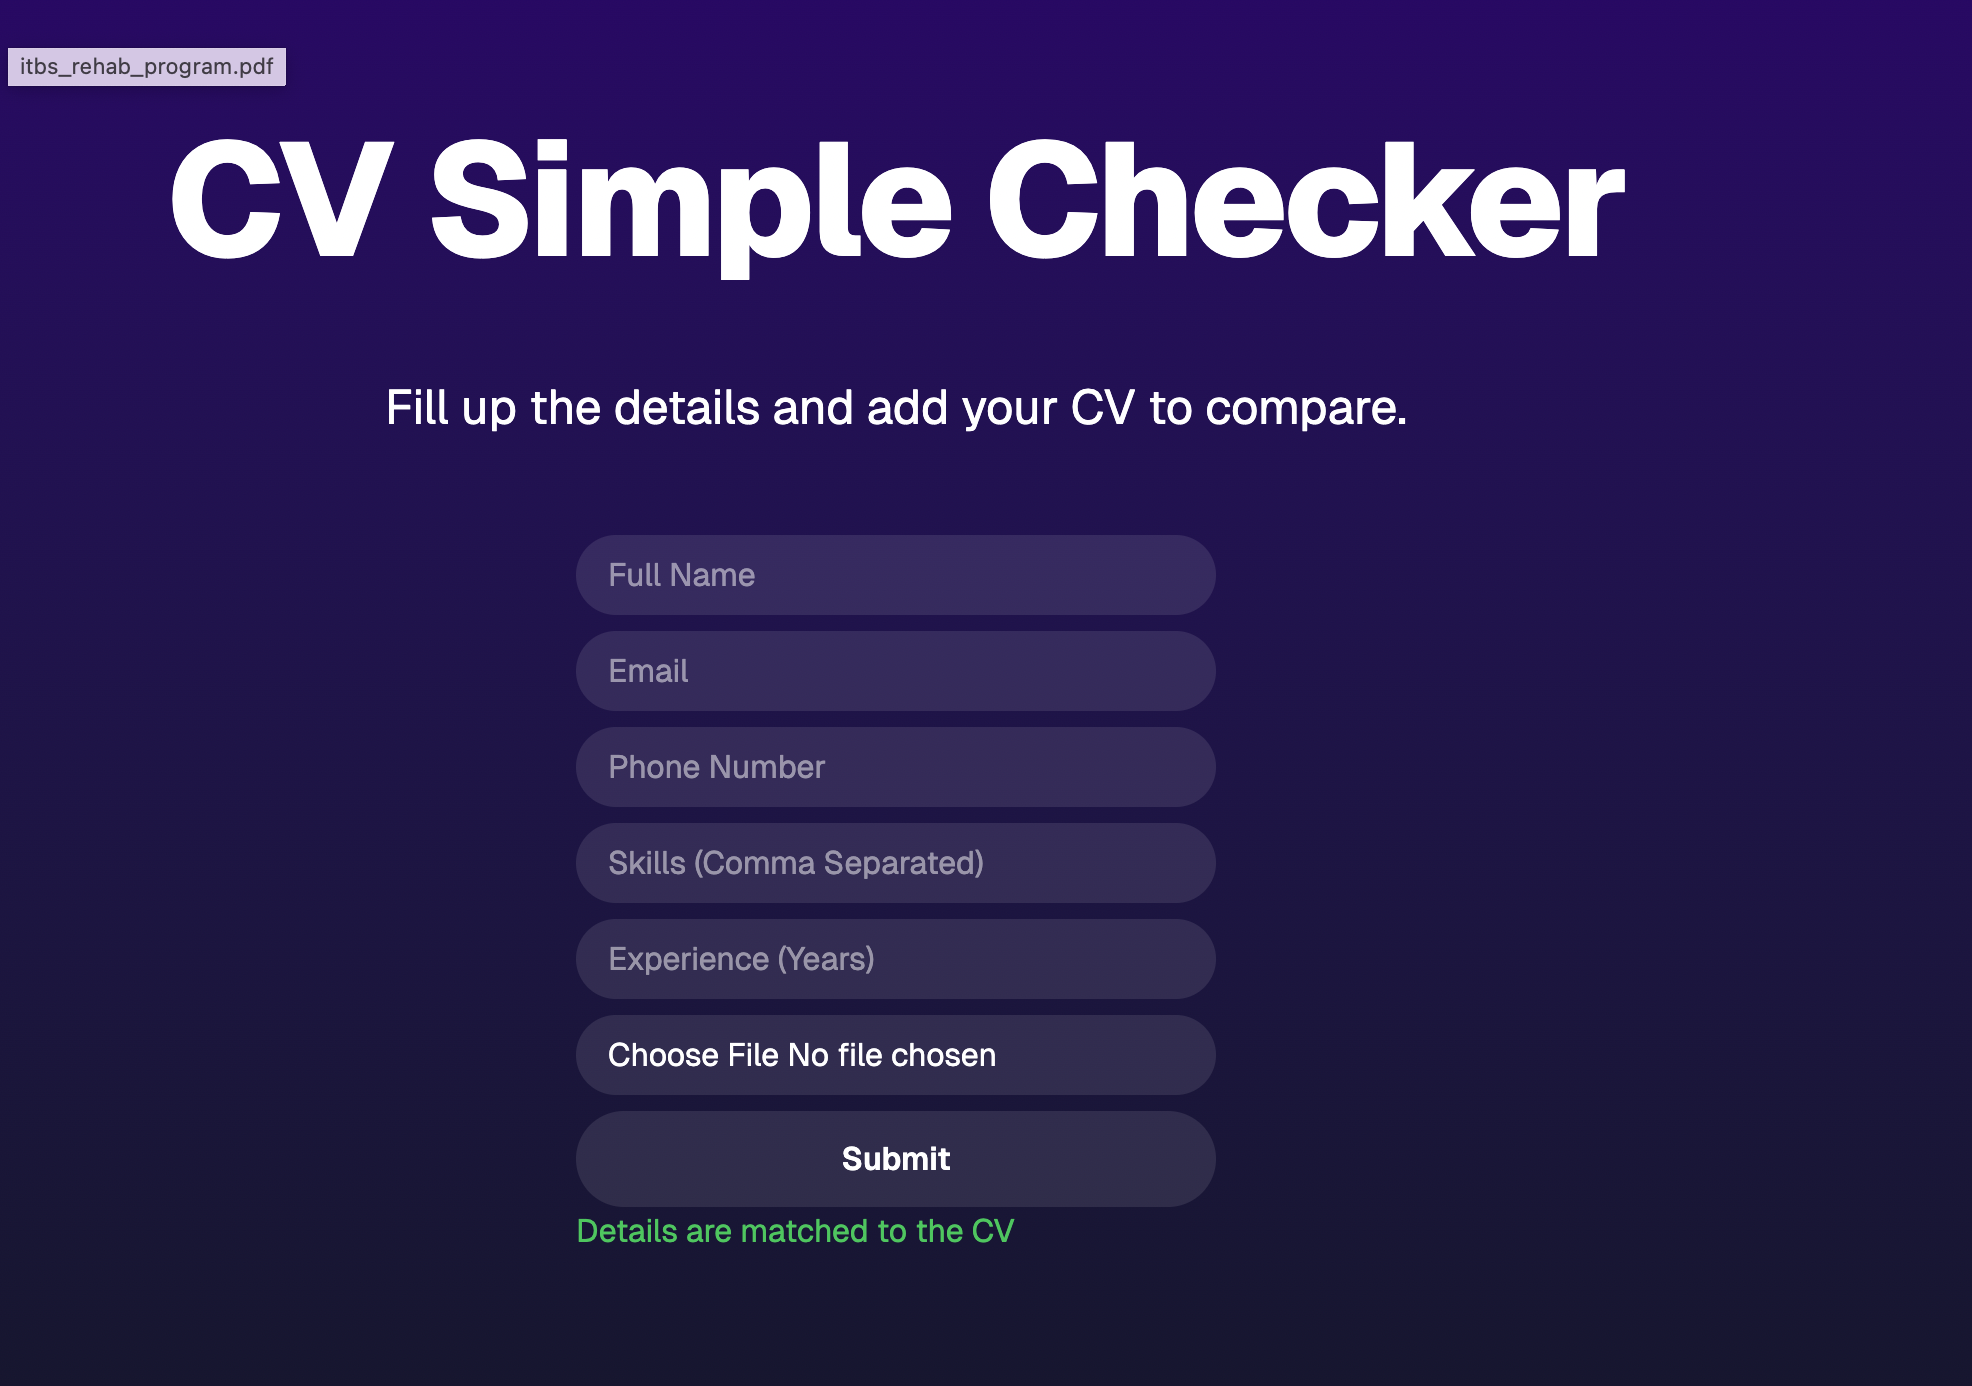 itbs_rehab_program.pdf
CV Simple Checker
Fill up the details and add your CV to compare.
Full Name
Email
Phone Number
Skills (Comma Separated)
Experience (Years)
Choose File No file chosen
Submit
Details are matched to the CV